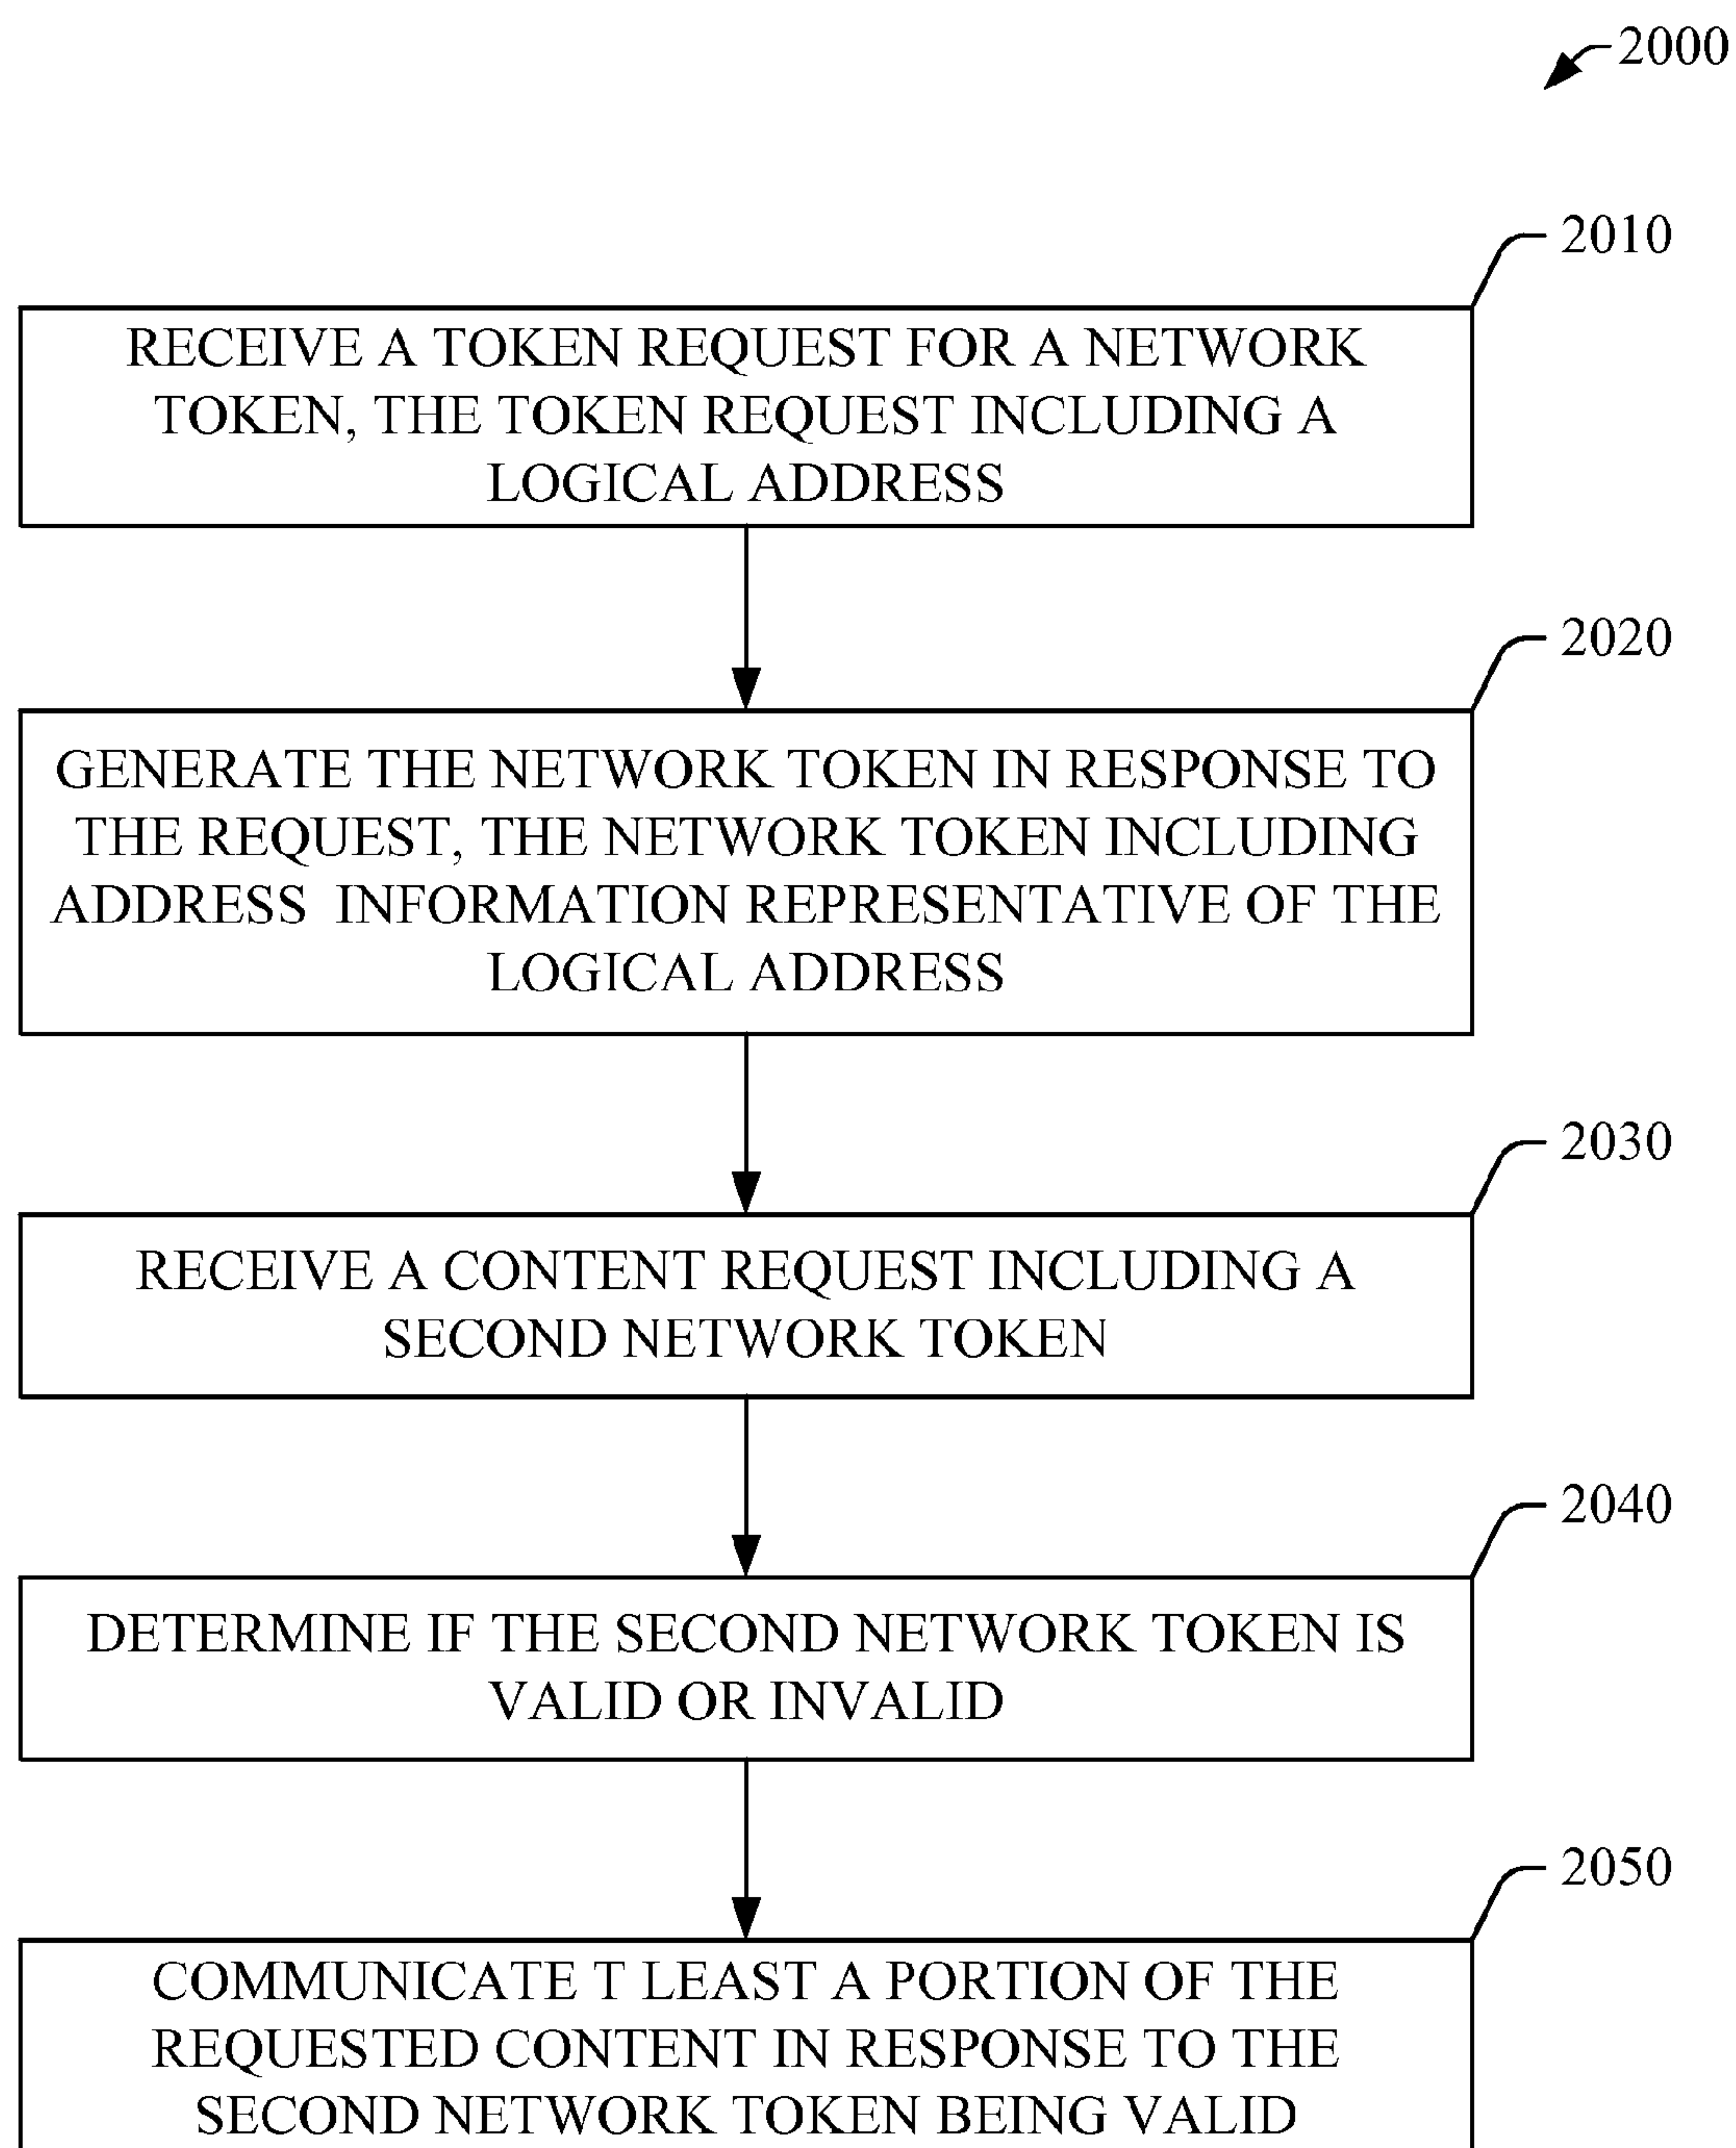 2000
2010
RECEIVE A TOKEN REQUEST FOR A NETWORK
TOKEN, THE TOKEN REQUEST INCLUDING A
LOGICAL ADDRESS
2020
GENERATE THE NETWORK TOKEN IN RESPONSE TO
THE REQUEST, THE NETWORK TOKEN INCLUDING
ADDRESS INFORMATION REPRESENTATIVE OF THE
LOGICAL ADDRESS
2030
RECEIVE A CONTENT REQUEST INCLUDING A
SECOND NETWORK TOKEN
2040
DETERMINE IF THE SECOND NETWORK TOKEN IS
VALID OR INVALID
2050
COMMUNICATE T LEAST A PORTION OF THE
REQUESTED CONTENT IN RESPONSE TO THE
SECOND NETWORK TOKEN BEING VALID